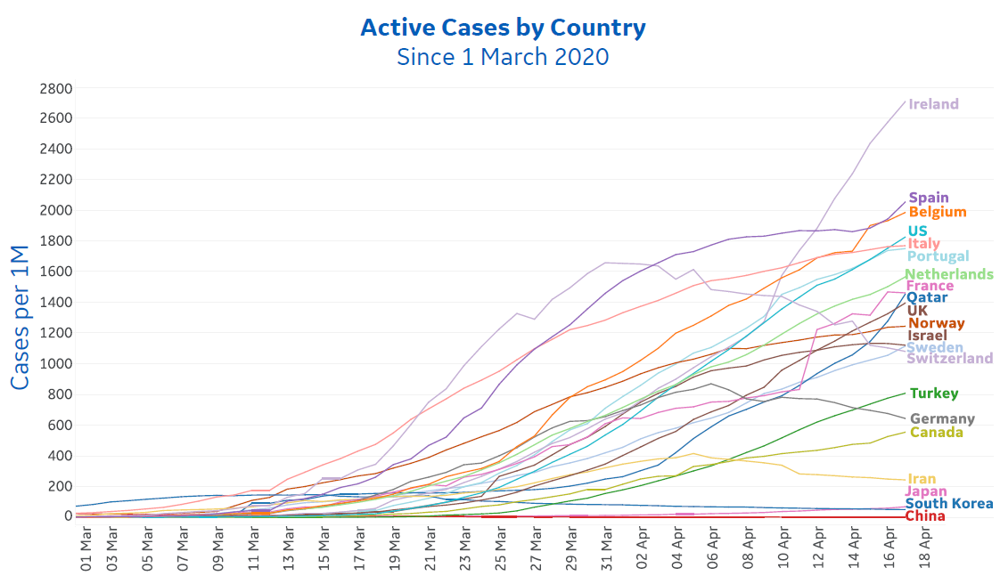 Active Cases by Country
Since 1 March 2020
Cases per 1M
2800
2600
2400
2200
2000
1800
1600
1400
1200
1000
800
600
400
200
0
Ireland
Spain
Belgium
US
Italy
Portugal
Netherlands
France
Qatar
UK
Norway
Israel
Sweden
Switzerland
Turkey
Germany
Canada
Iran
Japan
South Korea
China
01 Mar
03 Mar
05 Mar
07 Mar
09 Mar
11 Mar
13 Mar
15 Mar
17 Mar
19 Mar
21 Mar
23 Mar
25 Mar
27 Mar
29 Mar
31 Mar
02 Apr
04 Apr
06 Apr
08 Apr
10 Apr
12 Apr
14 Apr
16 Apr
18 Apr